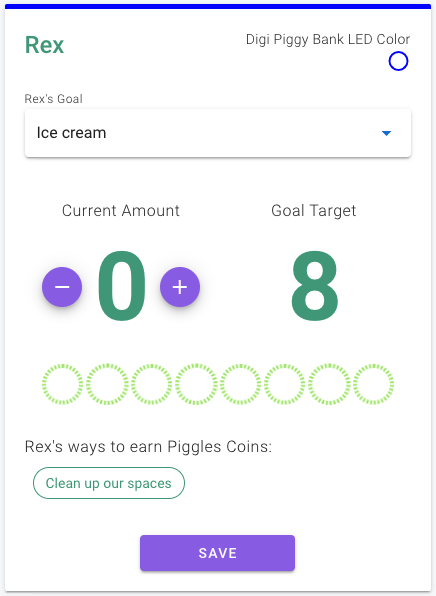 Rex
Digi Piggy Bank LED Color
Rex's Goal
Ice cream
Current Amount
Goal Target
− 0 +
8
Rex's ways to earn Piggles Coins:
Clean up our spaces
SAVE